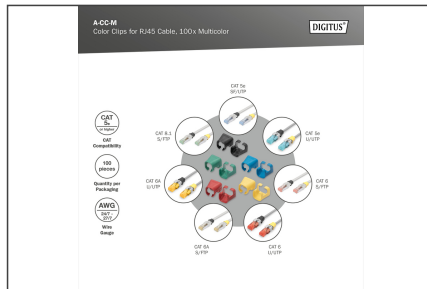 A-CC-M
Color Clips for RJ45 Cable, 100x Multicolor
DIGITUS®
CAT 5e
SF/UTP
CAT 8.1
S/FTP
CAT 5e
U/UTP
CAT
5e
or higher
CAT
Compatibility
100
pieces
Quantity per
Packaging
CAT 6A
U/UTP
CAT 6
S/FTP
AWG
24/7 -
27/7
Wire
Gauge
CAT 6A
S/FTP
CAT 6
U/UTP